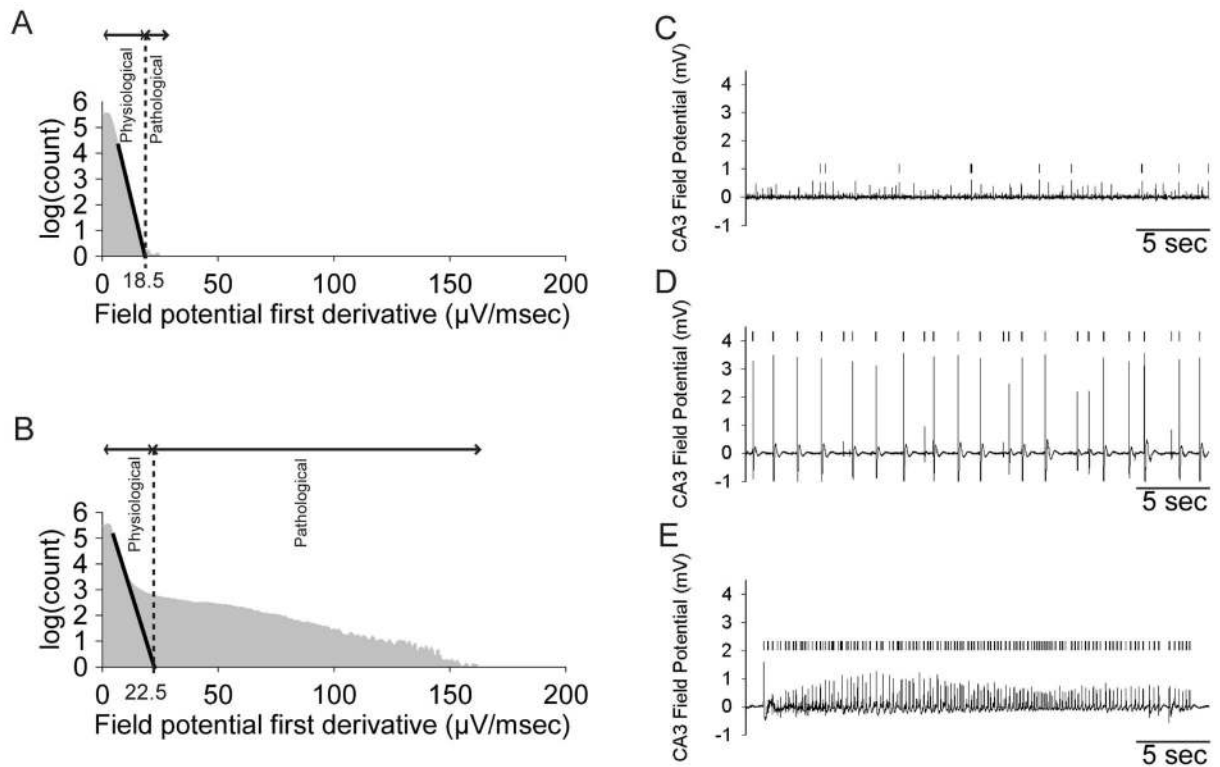 A
Physiological
Pathological
6
5
4
3
2
1
0
log(count)
0
18.5
50
100
150
200
Field potential first derivative (µV/msec)
B
Physiological
Pathological
6
5
4
3
2
1
0
log(count)
0
22.5
50
100
150
200
Field potential first derivative (µV/msec)
C
CA3 Field Potential (mV)
4
3
2
1
0
-1
5 sec
D
CA3 Field Potential (mV)
4
3
2
1
0
-1
5 sec
E
CA3 Field Potential (mV)
4
3
2
1
0
-1
5 sec